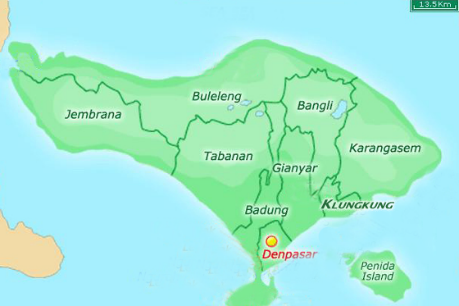 13.5Km
Buleleng
Bangli
Jembrana
Karangasem
Tabanan
Gianyar
KLUNGKUNG
Badung
Denpasar
Penida
Island